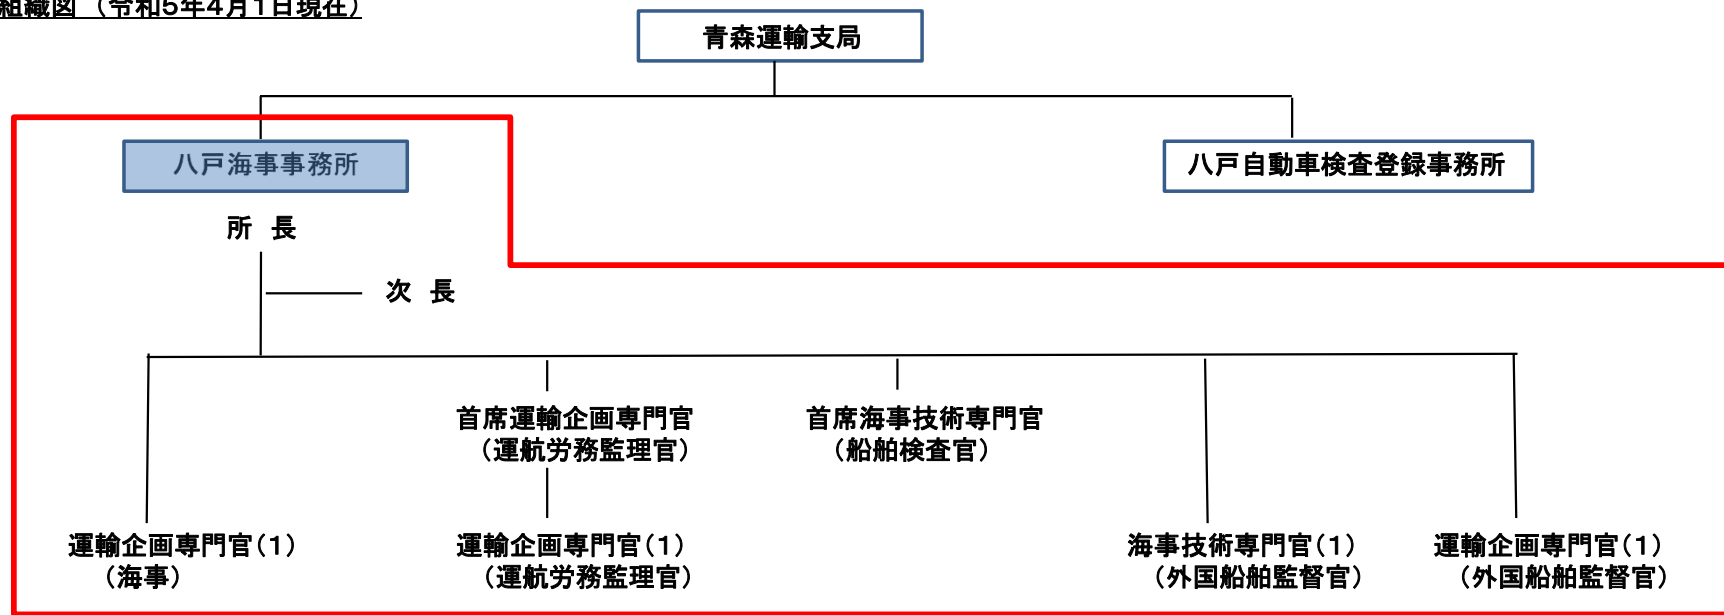 組織図 （令和5年4月1日現在）
青森運輸支局
八戸海事事務所
八戸自動車検査登録事務所
所 長
次 長
首席運輸企画専門官
（運航労務監理官）
首席海事技術専門官
（船舶検査官）
運輸企画専門官（1）
（海事）
運輸企画専門官（1）
（運航労務監理官）
海事技術専門官（1）
（外国船舶監督官）
運輸企画専門官（1）
（外国船舶監督官）